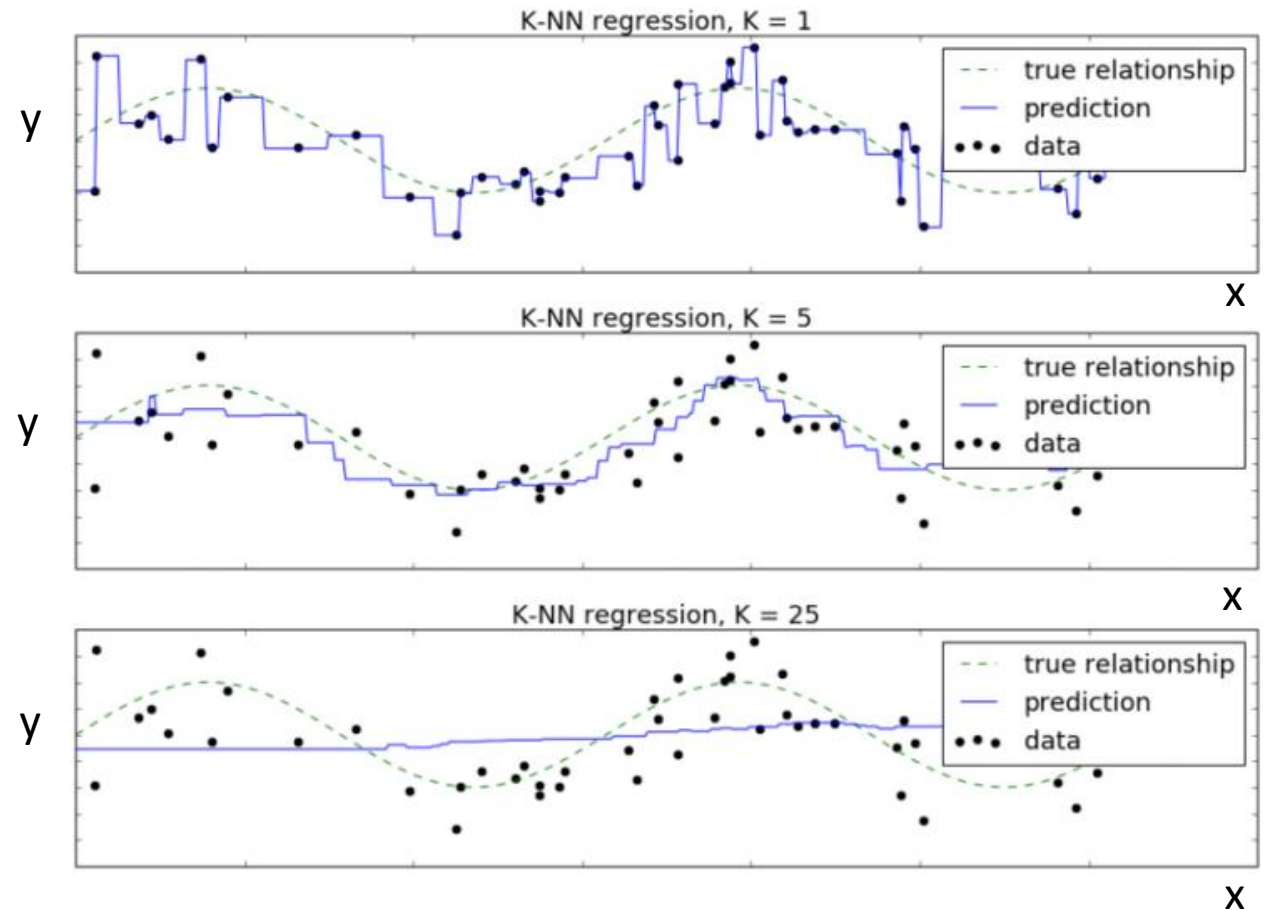 K-NN regression, K = 1
y
true relationship
prediction
data
x
K-NN regression, K = 5
y
true relationship
prediction
data
x
K-NN regression, K = 25
y
true relationship
prediction
data
x